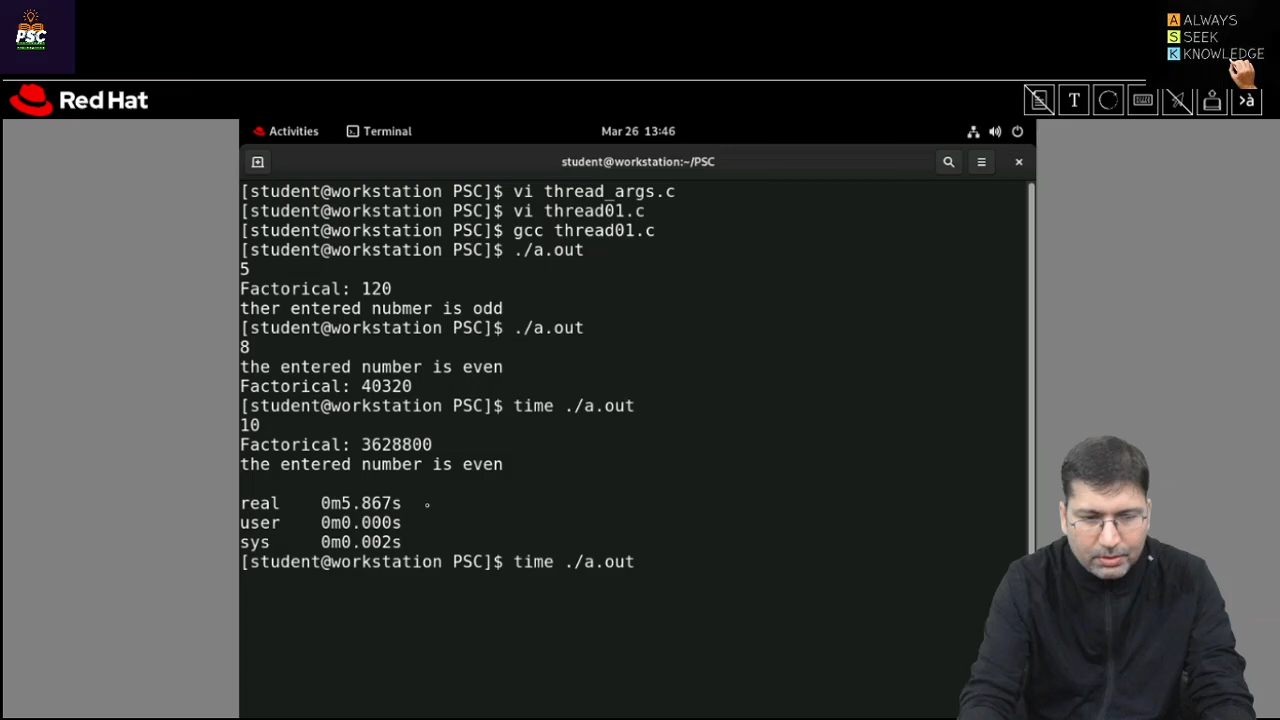 PSC
A ALWAYS
S SEEK
K KNOWLEDGE
Red Hat
T
>à
Activities Terminal Mar 26 13:46
student@workstation:~/PSC
[student@workstation PSC]$ vi thread_args.c
[student@workstation PSC]$ vi thread01.c
[student@workstation PSC]$ gcc thread01.c
[student@workstation PSC]$ ./a.out
5
Factorical: 120
ther entered nubmer is odd
[student@workstation PSC]$ ./a.out
8
the entered number is even
Factorical: 40320
[student@workstation PSC]$ time ./a.out
10
Factorical: 3628800
the entered number is even
real 0m5.867s
user 0m0.000s
sys 0m0.002s
[student@workstation PSC]$ time ./a.out